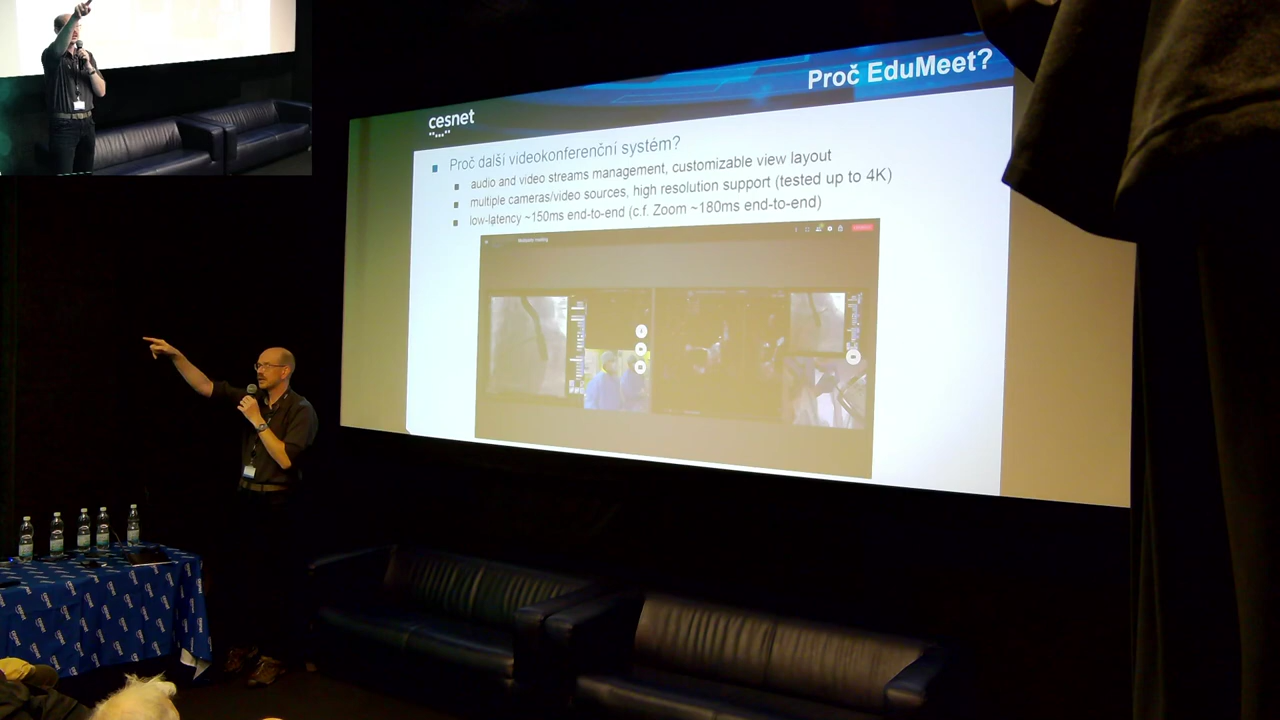 Proč EduMeet?
cesnet
Proč další videokonferenční systém?
audio and video streams management, customizable view layout
multiple cameras/video sources, high resolution support (tested up to 4K)
low-latency ~150ms end-to-end (c.f. Zoom ~180ms end-to-end)